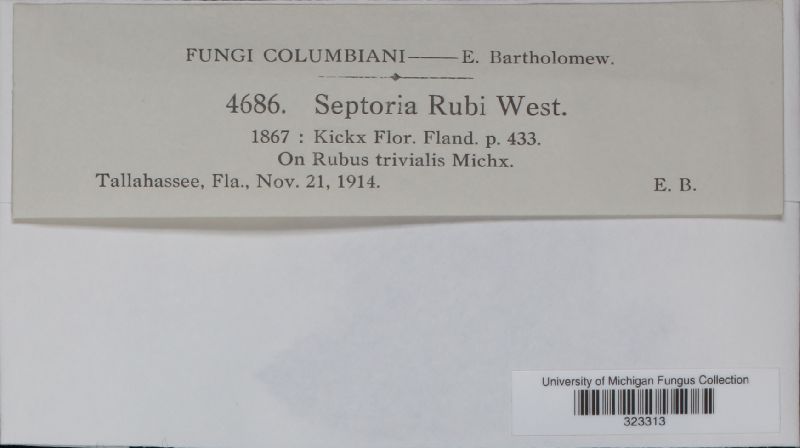 FUNGI COLUMBIANI——E. Bartholomew.
4686. Septoria Rubi West.
1867 : Kickx Flor. Fland. p. 433.
On Rubus trivialis Michx.
Tallahassee, Fla., Nov. 21, 1914. E. B.
University of Michigan Fungus Collection
323313